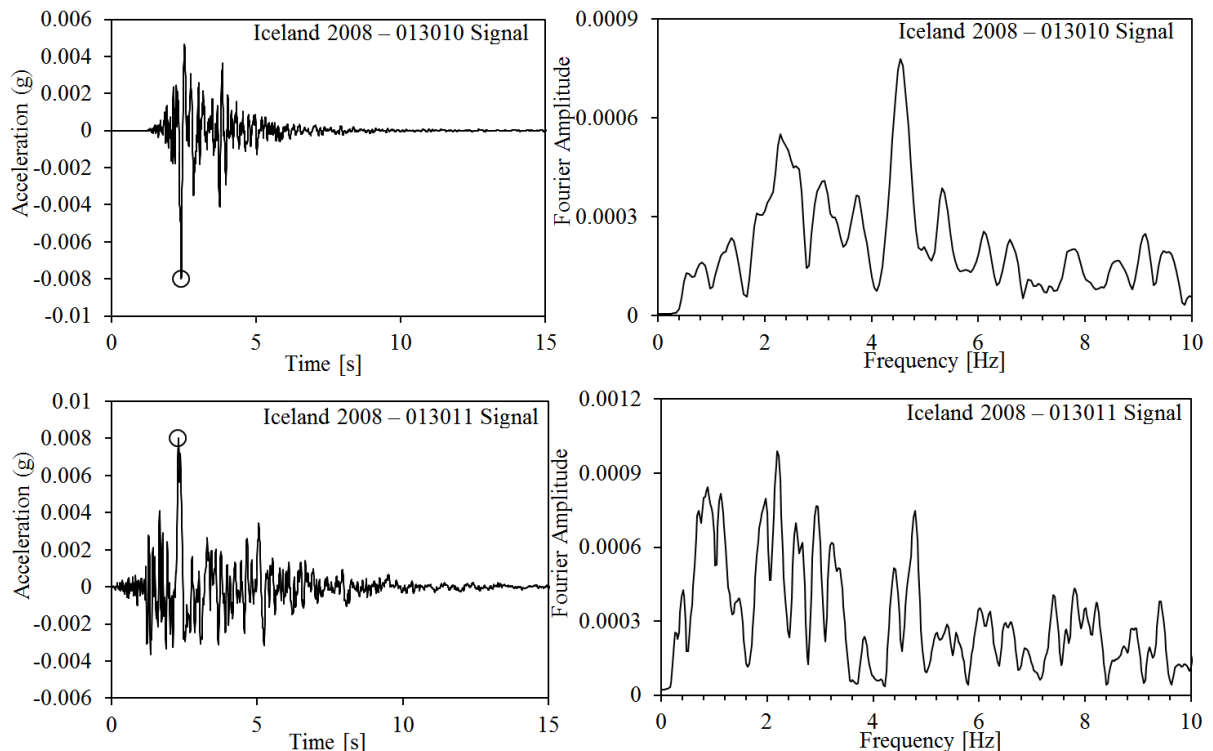 Iceland 2008 – 013010 Signal
Acceleration (g)
0.006
0.004
0.002
0
-0.002
-0.004
-0.006
-0.008
-0.01
0 5 10 15
Time [s]
Iceland 2008 – 013010 Signal
Fourier Amplitude
0.0009
0.0006
0.0003
0
0 2 4 6 8 10
Frequency [Hz]
Iceland 2008 – 013011 Signal
Acceleration (g)
0.01
0.008
0.006
0.004
0.002
0
-0.002
-0.004
-0.006
0 5 10 15
Time [s]
Iceland 2008 – 013011 Signal
Fourier Amplitude
0.0012
0.0009
0.0006
0.0003
0
0 2 4 6 8 10
Frequency [Hz]